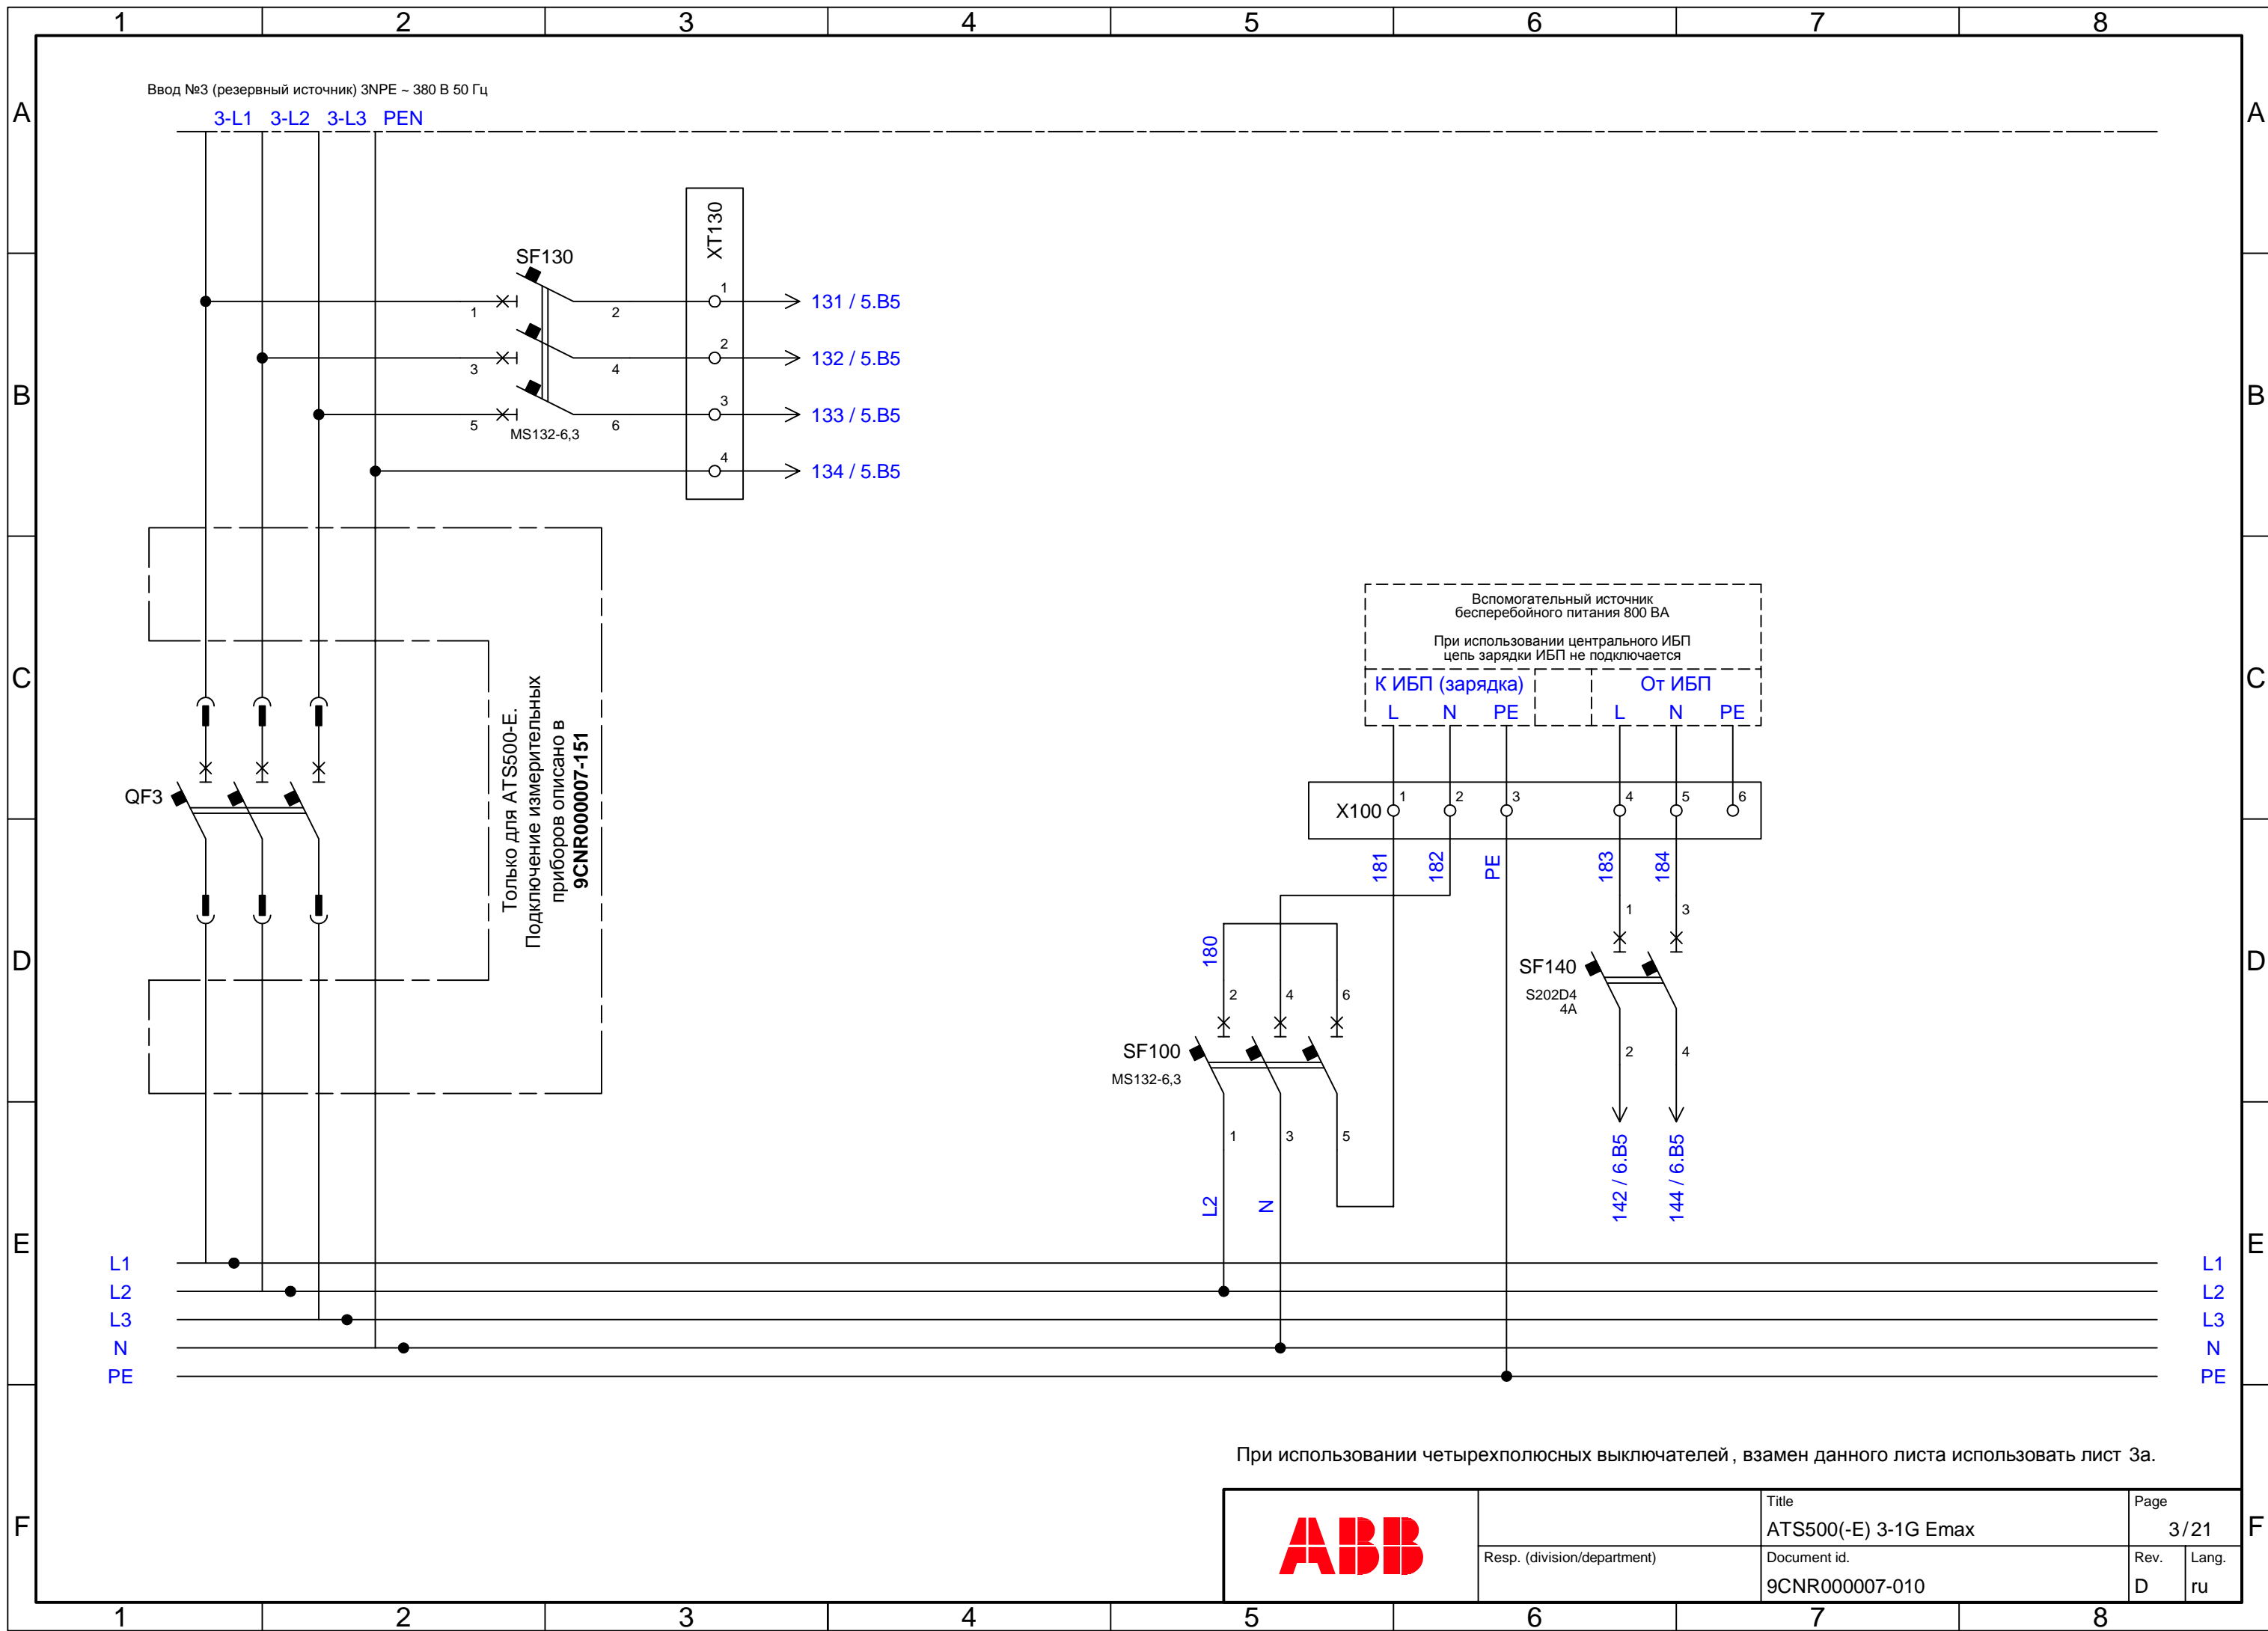 1 2 3 4 5 6 7 8
Ввод №3 (резервный источник) 3NPE ~ 380 В 50 Гц
A A
3-L1 3-L2 3-L3 PEN
XT130
SF130
1 2 1 131 / 5.B5
3 4 2 132 / 5.B5
B B
5 6 3 133 / 5.B5
MS132-6,3
4 134 / 5.B5
Вспомогательный источник
бесперебойного питания 800 ВА
При использовании центрального ИБП
цепь зарядки ИБП не подключается
C C
К ИБП (зарядка) От ИБП
L N PE L N PE
Только для ATS500-E.
Подключение измерительных
приборов описано в
9CNR000007-151
QF3
X100 1 2 3 4 5 6
181 182 PE 183 184
1 3
180
D D
SF140
S202D4
4A
2 4 6
SF100
MS132-6,3
2 4
1 3 5
L2 N
142 / 6.B5 144 / 6.B5
E E
L1 L1
L2 L2
L3 L3
N N
PE PE
При использовании четырехполюсных выключателей, взамен данного листа использовать лист 3а.
F F
ABB
Title
ATS500(-E) 3-1G Emax
Page
3/21
Resp. (division/department)
Document id.
9CNR000007-010
Rev.
D
Lang.
ru
1 2 3 4 5 6 7 8